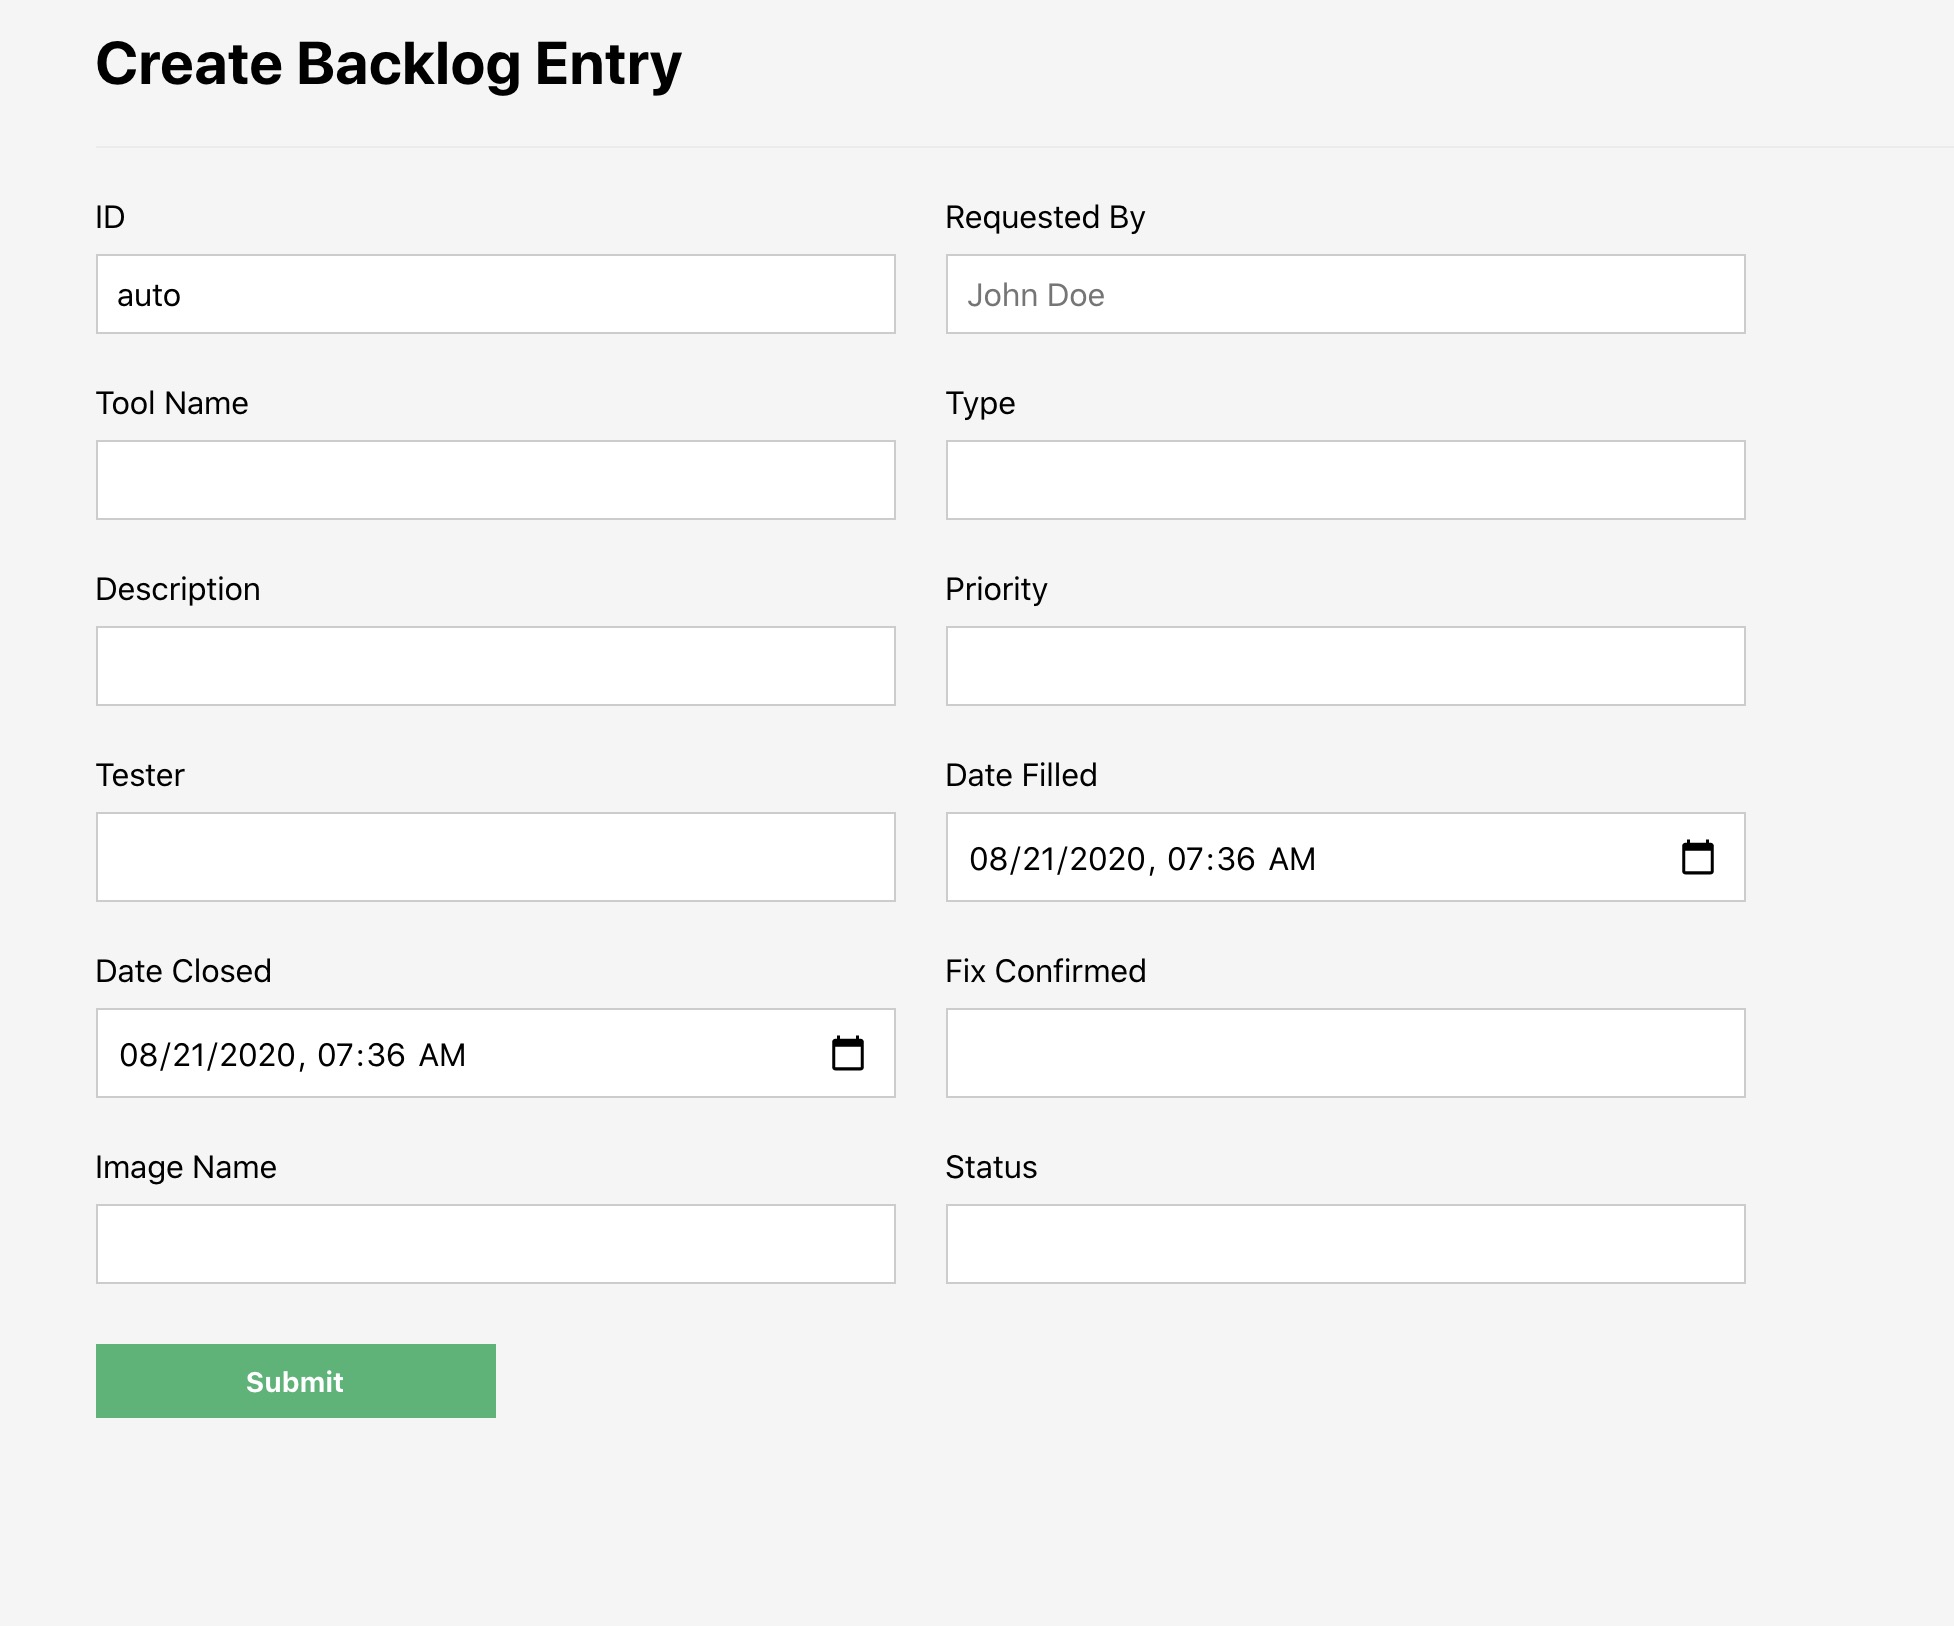 Create Backlog Entry
ID
Requested By
auto
John Doe
Tool Name
Type
Description
Priority
Tester
Date Filled
08/21/2020, 07:36 AM
Date Closed
Fix Confirmed
08/21/2020, 07:36 AM
Image Name
Status
Submit